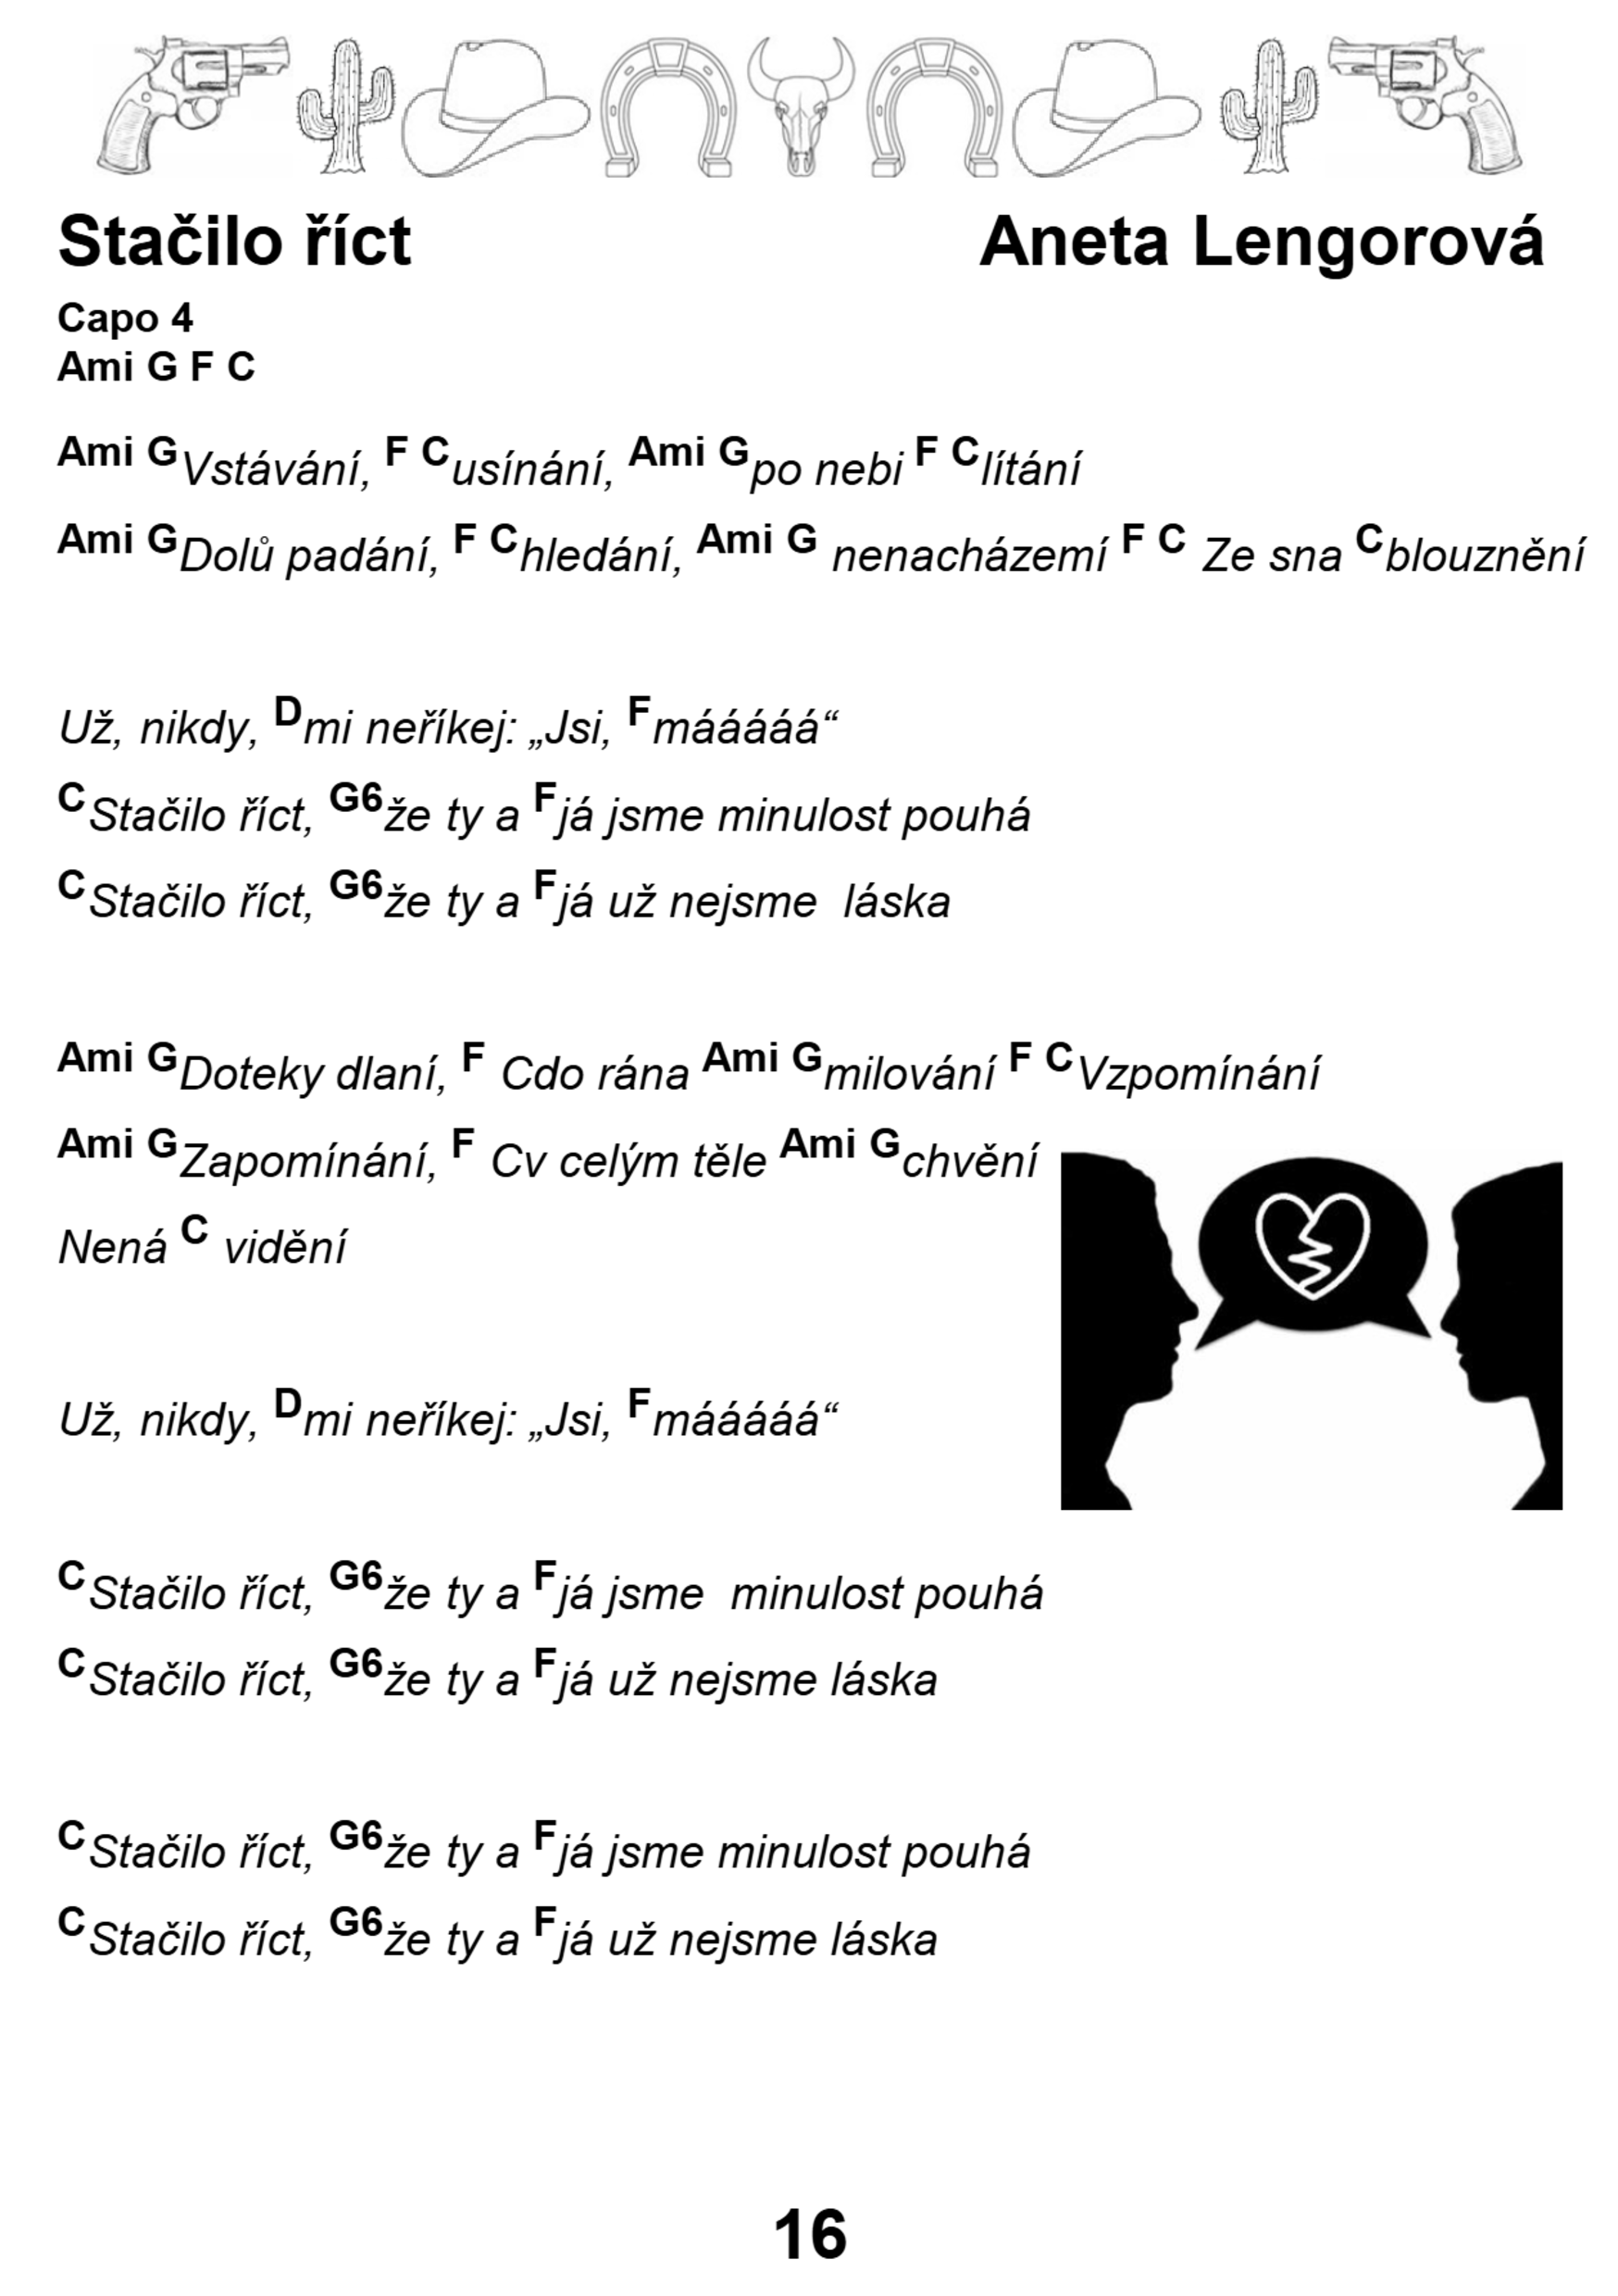 Stačilo říct Aneta Lengorová
Capo 4
Ami G F C
Ami G Vstávání, F C usínání, Ami G po nebi F C lítání
Ami G Dolů padání, F C hledání, Ami G nenacházemí F C Ze sna C blouznění
Už, nikdy, D mi neříkej: „Jsi, F mááááá“
C Stačilo říct, G6 že ty a F já jsme minulost pouhá
C Stačilo říct, G6 že ty a F já už nejsme láska
Ami G Doteky dlaní, F Cdo rána Ami G milování F C Vzpomínání
Ami G Zapomínání, F Cv celým těle Ami G chvění
Nená C vidění
Už, nikdy, D mi neříkej: „Jsi, F mááááá“
C Stačilo říct, G6 že ty a F já jsme minulost pouhá
C Stačilo říct, G6 že ty a F já už nejsme láska
C Stačilo říct, G6 že ty a F já jsme minulost pouhá
C Stačilo říct, G6 že ty a F já už nejsme láska
16